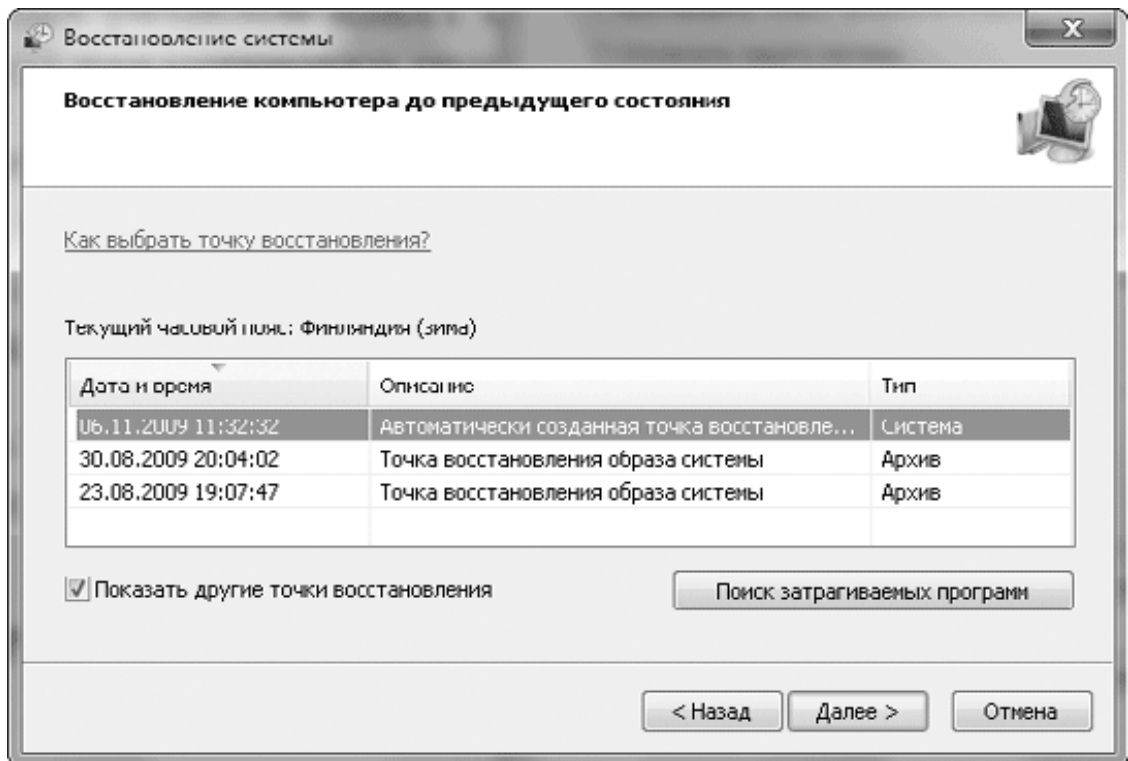 Восстановление системы
Восстановление компьютера до предыдущего состояния
Как выбрать точку восстановления?
Текущий часовой пояс: Финляндия (зима)
Дата и время Описание Тип
06.11.2009 11:32:32 Автоматически созданная точка восстановле... Система
30.08.2009 20:04:02 Точка восстановления образа системы Архив
23.08.2009 19:07:47 Точка восстановления образа системы Архив
Показать другие точки восстановления Поиск затрагиваемых программ
< Назад Далее > Отмена